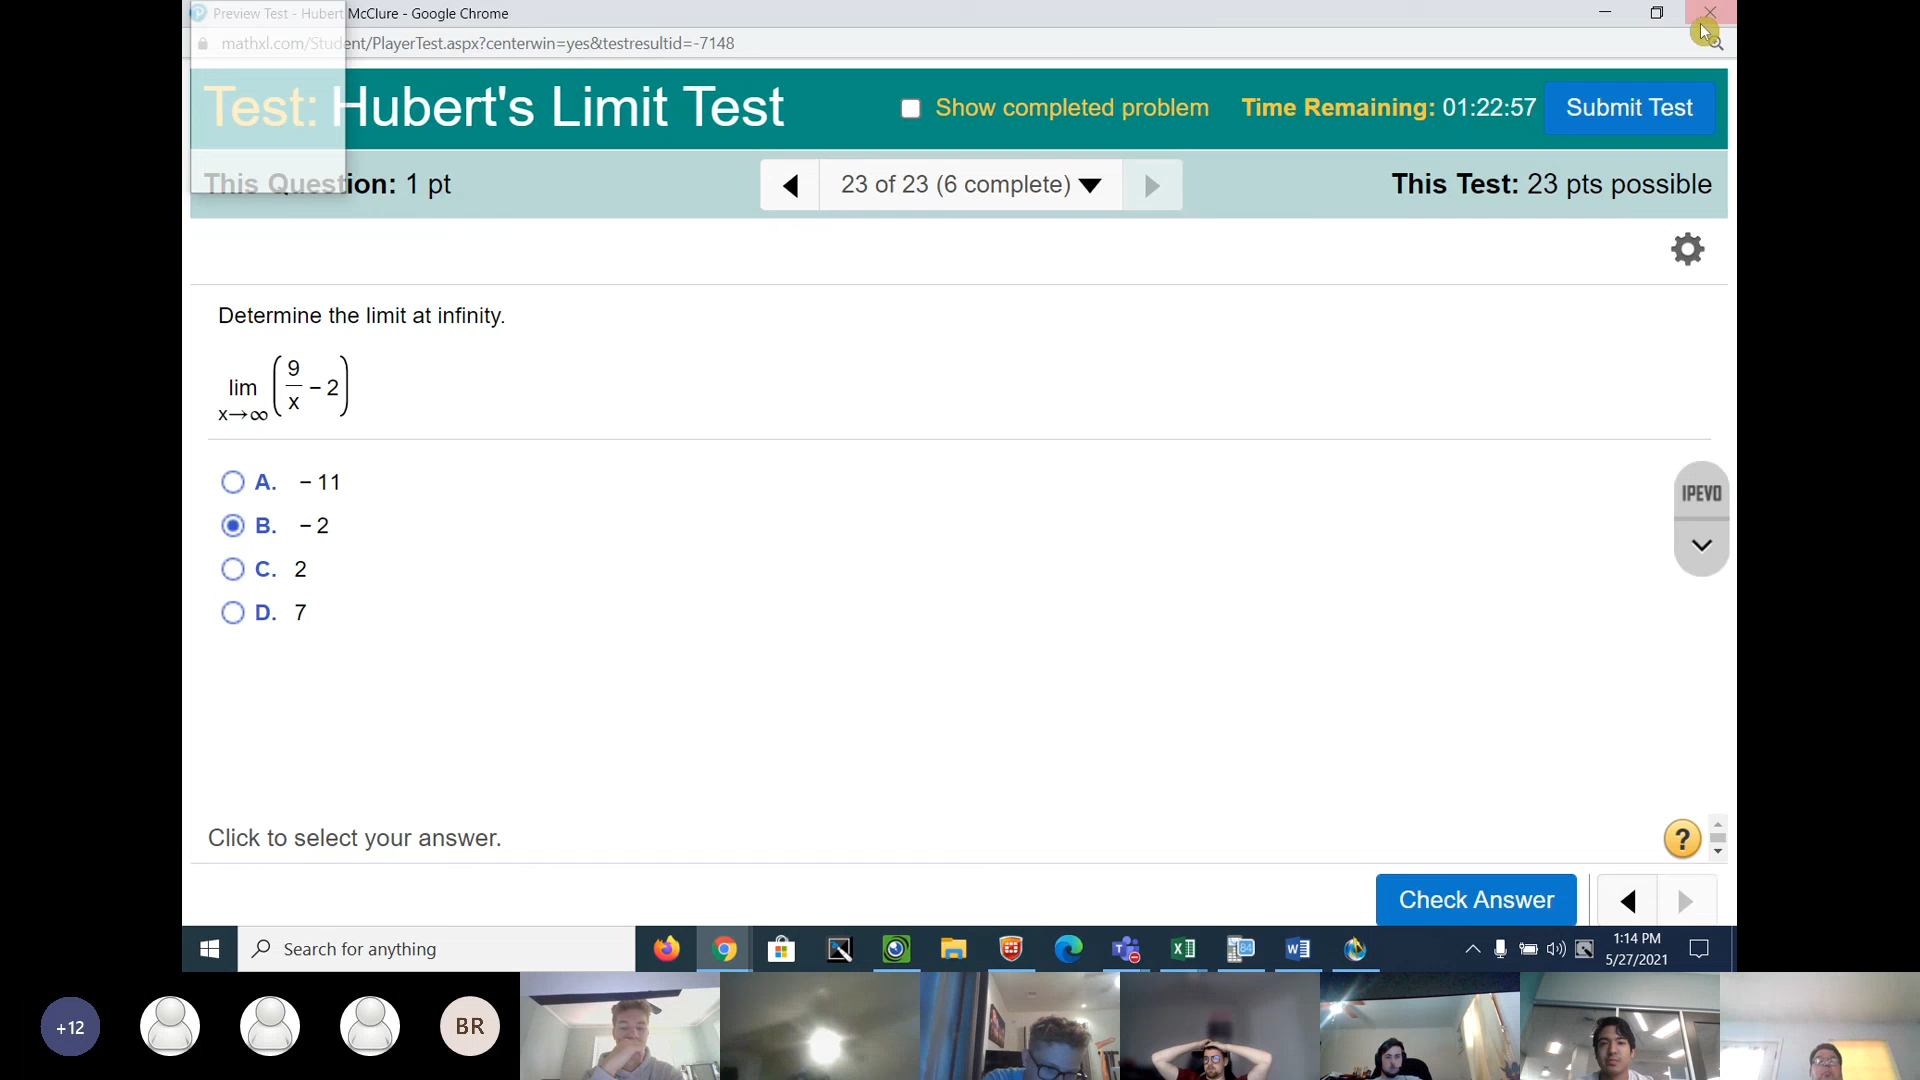 Preview Test - Hubert McClure - Google Chrome
mathxl.com/Student/PlayerTest.aspx?centerwin=yes&testresultid=-7148
Test: Hubert's Limit Test
Show completed problem
Time Remaining: 01:22:57
Submit Test
This Question: 1 pt
23 of 23 (6 complete)
This Test: 23 pts possible
Determine the limit at infinity.
lim x→∞ (9/x − 2)
IPEVO
A. − 11
B. − 2
C. 2
D. 7
Click to select your answer.
?
Check Answer
Search for anything
1:14 PM
5/27/2021
+12
BR